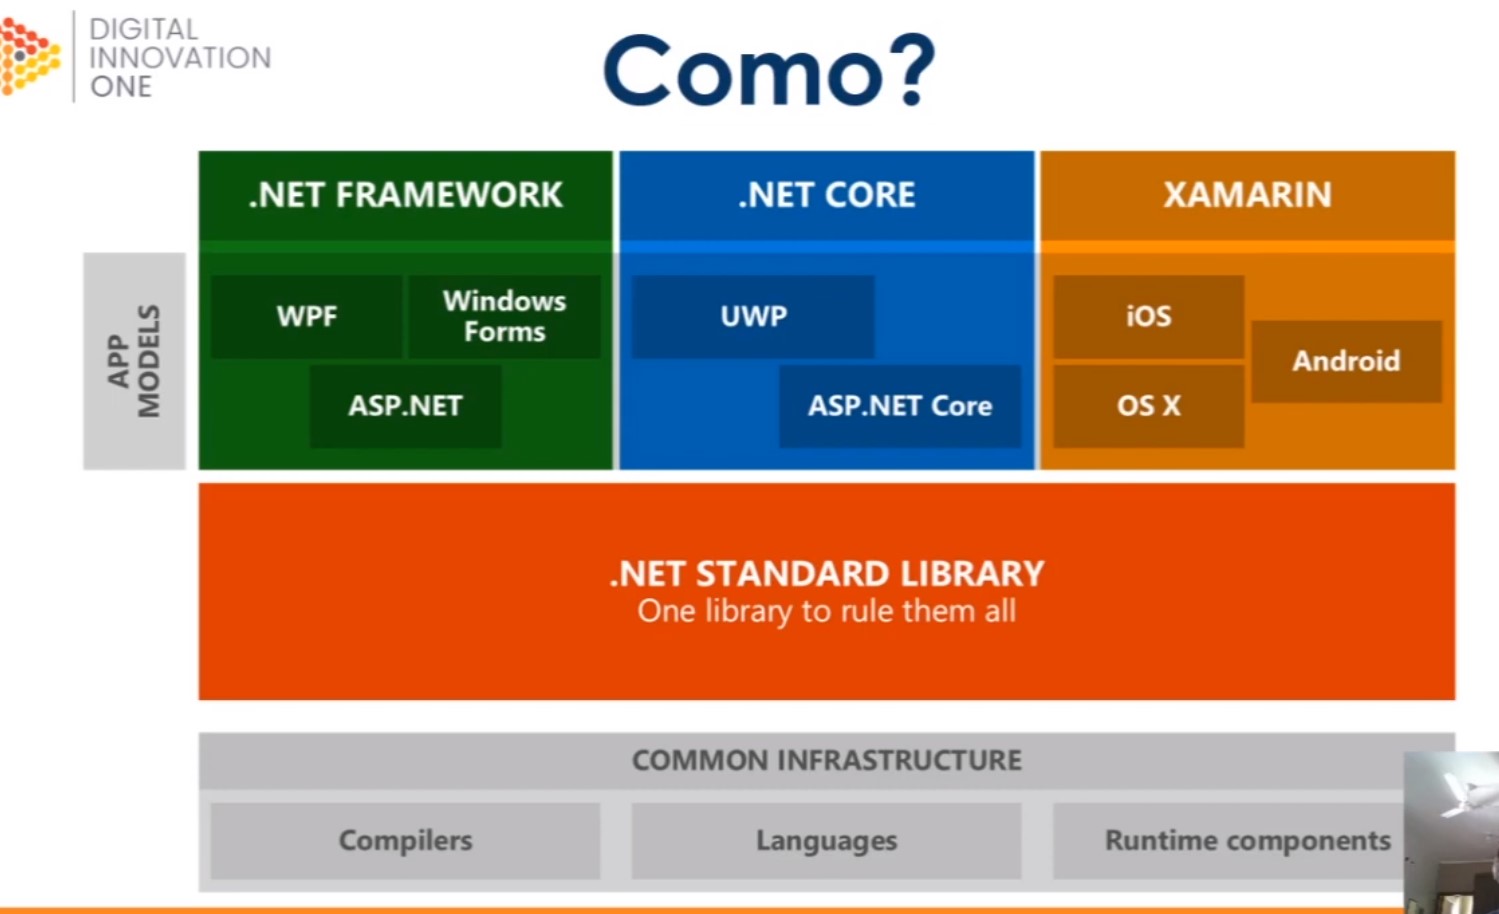 DIGITAL
INNOVATION
ONE
Como?
.NET FRAMEWORK
.NET CORE
XAMARIN
APP
MODELS
WPF
Windows
Forms
ASP.NET
UWP
ASP.NET Core
iOS
Android
OS X
.NET STANDARD LIBRARY
One library to rule them all
COMMON INFRASTRUCTURE
Compilers
Languages
Runtime components